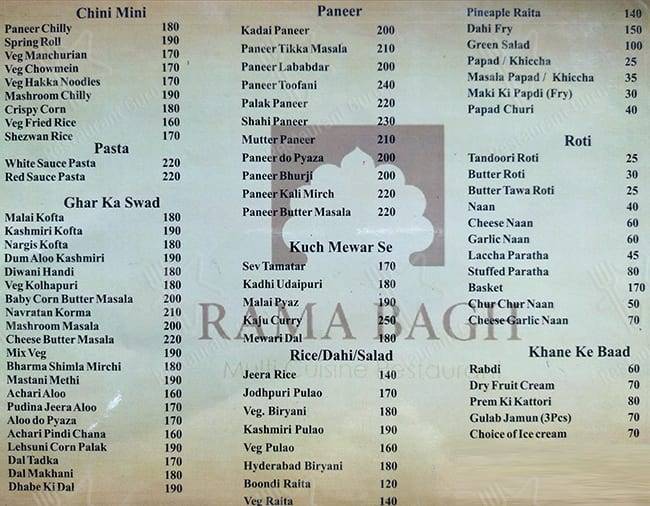 Chini Mini
Paneer Chilly 180
Spring Roll 190
Veg Manchurian 170
Veg Chowmein 170
Veg Hakka Noodles 170
Mashroom Chilly 190
Crispy Corn 180
Veg Fried Rice 160
Shezwan Rice 170
Pasta
White Sauce Pasta 220
Red Sauce Pasta 220
Ghar Ka Swad
Malai Kofta 180
Kashmiri Kofta 190
Nargis Kofta 180
Dum Aloo Kashmiri 190
Diwani Handi 180
Veg Kolhapuri 180
Baby Corn Butter Masala 200
Navratan Korma 210
Mashroom Masala 200
Cheese Butter Masala 220
Mix Veg 190
Bharma Shimla Mirchi 180
Mastani Methi 190
Achari Aloo 160
Pudina Jeera Aloo 170
Aloo do Pyaza 170
Achari Pindi Chana 160
Lehsuni Corn Palak 190
Dal Tadka 170
Dal Makhani 180
Dhabe Ki Dal 190
Paneer
Kadai Paneer 200
Paneer Tikka Masala 210
Paneer Lababdar 200
Paneer Toofani 240
Palak Paneer 220
Shahi Paneer 230
Mutter Paneer 210
Paneer do Pyaza 200
Paneer Bhurji 200
Paneer Kali Mirch 220
Paneer Butter Masala 220
Kuch Mewar Se
Sev Tamatar 170
Kadhi Udaipuri 180
Malai Pyaz 190
Kaju Curry 250
Mewari Dal 180
RAMA BAGH
Multi Cuisine Restaurant
Rice/Dahi/Salad
Jeera Rice 140
Jodhpuri Pulao 170
Veg. Biryani 180
Kashmiri Pulao 190
Veg Pulao 160
Hyderabad Biryani 180
Boondi Raita 120
Veg Raita 140
Pineaple Raita 140
Dahi Fry 150
Green Salad 100
Papad / Khiccha 25
Masala Papad / Khiccha 35
Maki Ki Papdi (Fry) 30
Papad Churi 40
Roti
Tandoori Roti 25
Butter Roti 30
Butter Tawa Roti 25
Naan 40
Cheese Naan 60
Garlic Naan 60
Laccha Paratha 45
Stuffed Paratha 80
Basket 170
Chur Chur Naan 50
Cheese Garlic Naan 70
Khane Ke Baad
Rabdi 60
Dry Fruit Cream 70
Prem Ki Kattori 80
Gulab Jamun (3Pcs) 70
Choice of Ice cream 70